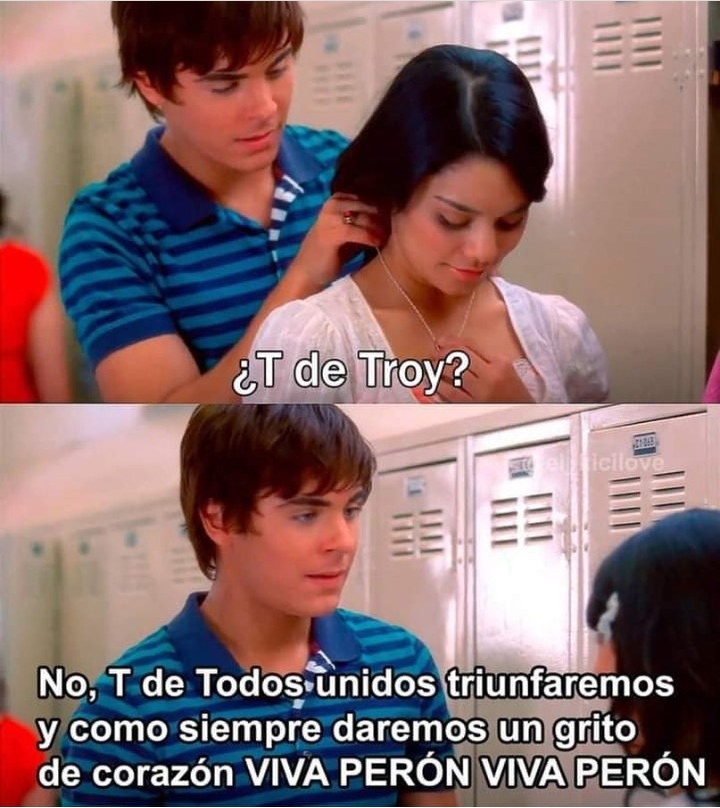 ¿T de Troy?
No, T de Todos unidos triunfaremos
y como siempre daremos un grito
de corazón VIVA PERÓN VIVA PERÓN